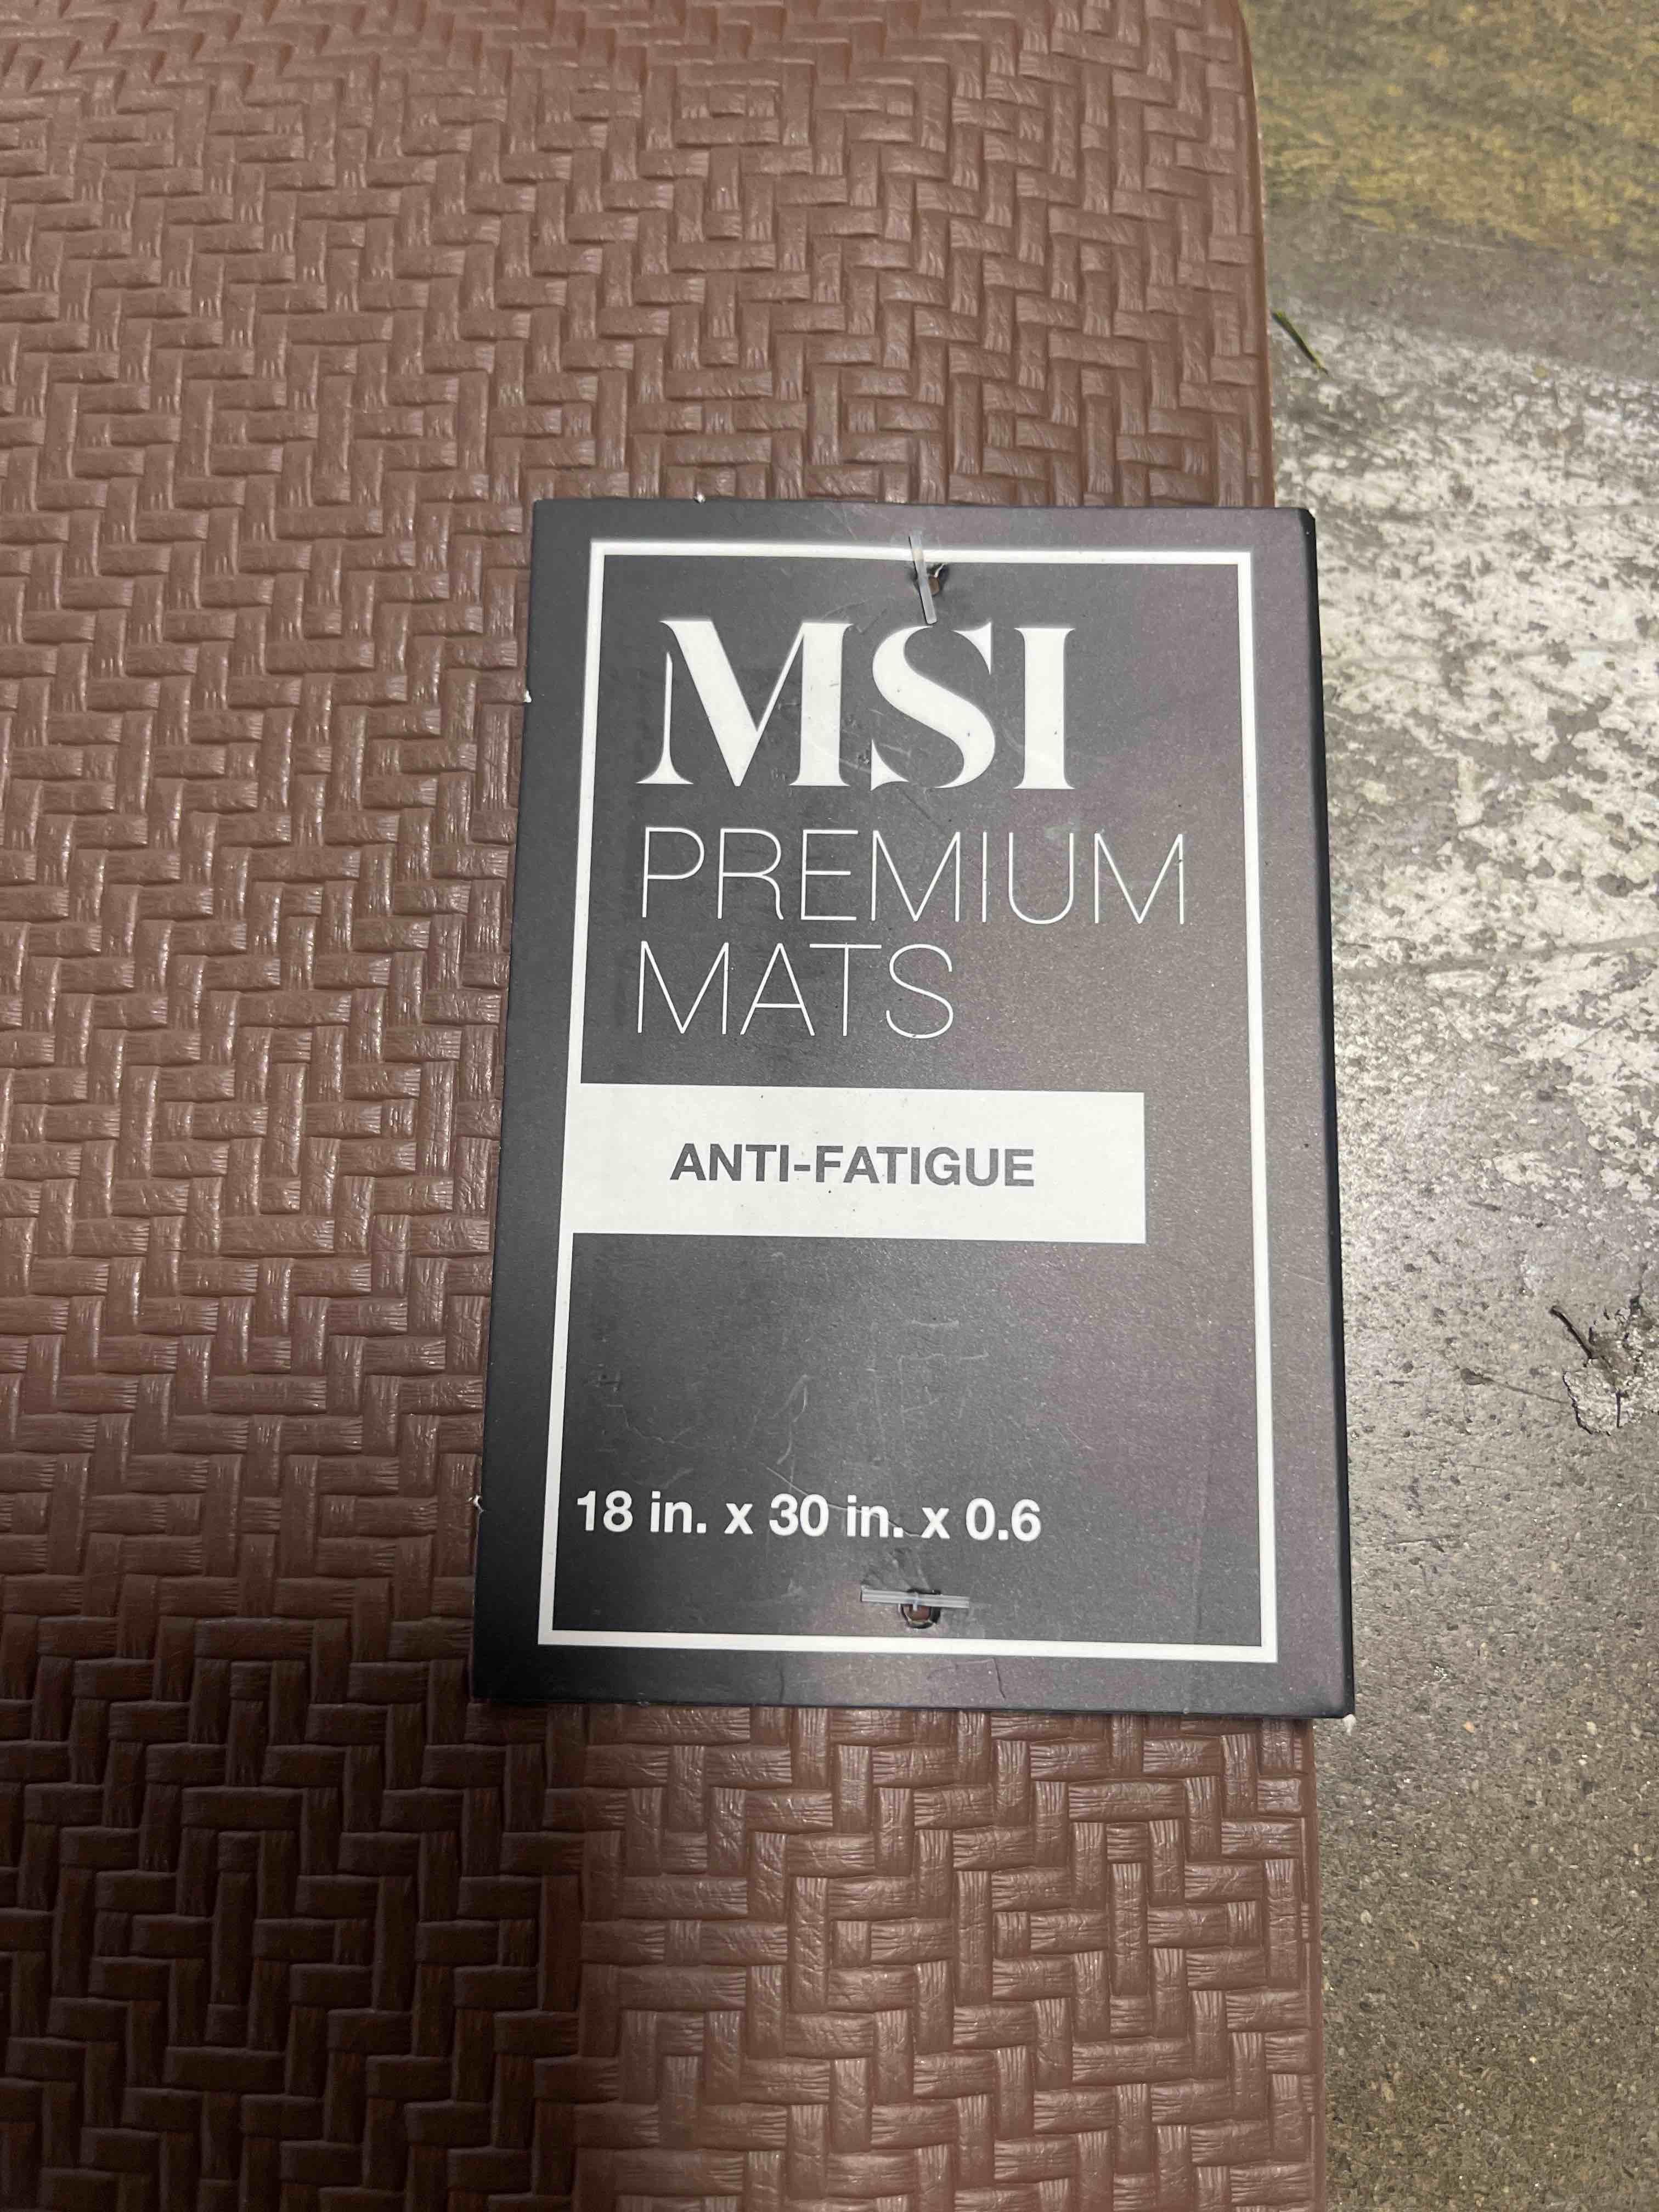 MSI
PREMIUM
MATS
ANTI-FATIGUE
18 in. x 30 in. x 0.6